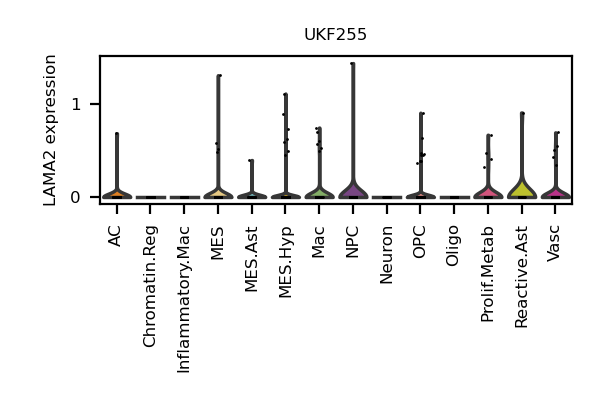 UKF255
LAMA2 expression
1
0
AC
Chromatin.Reg
Inflammatory.Mac
MES
MES.Ast
MES.Hyp
Mac
NPC
Neuron
OPC
Oligo
Prolif.Metab
Reactive.Ast
Vasc